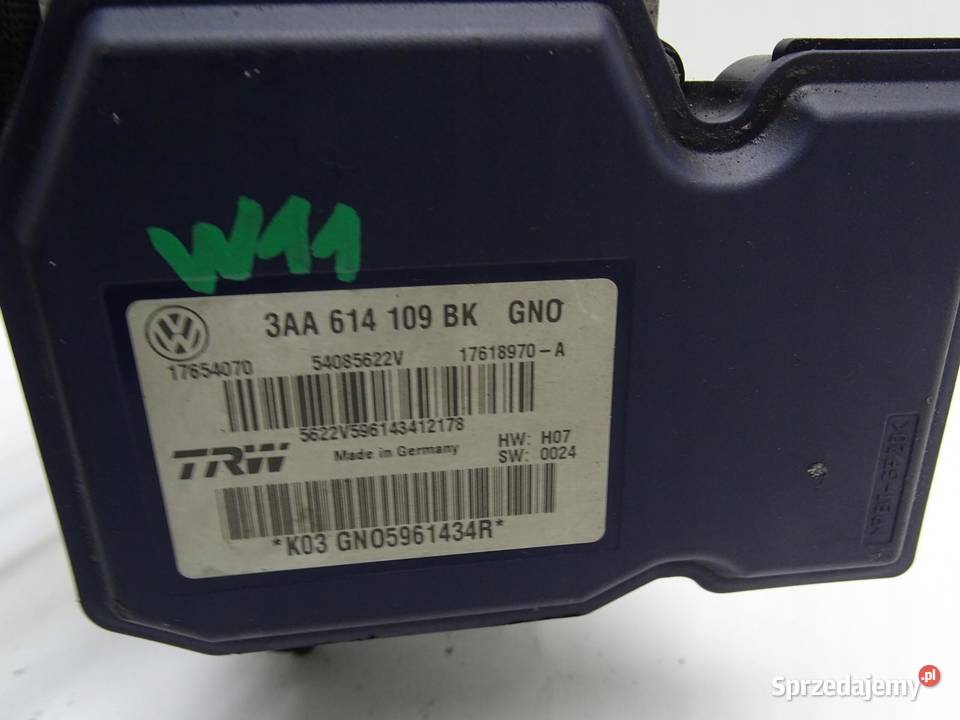 W11
3AA 614 109 BK GNO
17654070 54085622V 17618970-A
5622V596143412178
TRW Made in Germany HW: H07
SW: 0024
*K03 GNO5961434R*
Sprzedajemy.pl